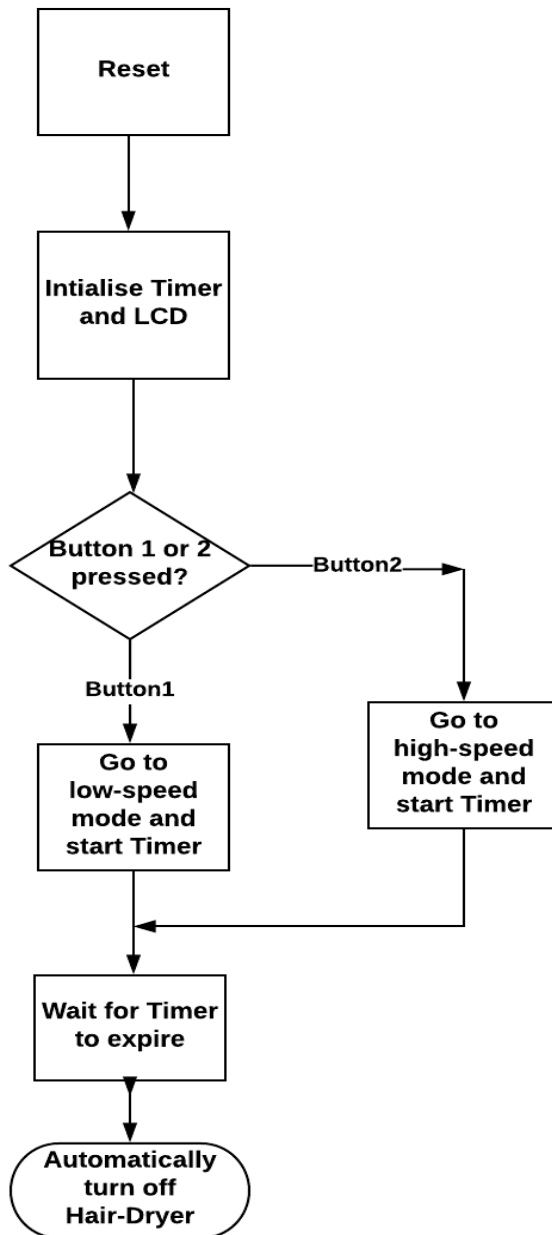 Reset
Intialise Timer
and LCD
Button 1 or 2
pressed?
Button2
Button1
Go to
high-speed
mode and
start Timer
Go to
low-speed
mode and
start Timer
Wait for Timer
to expire
Automatically
turn off
Hair-Dryer